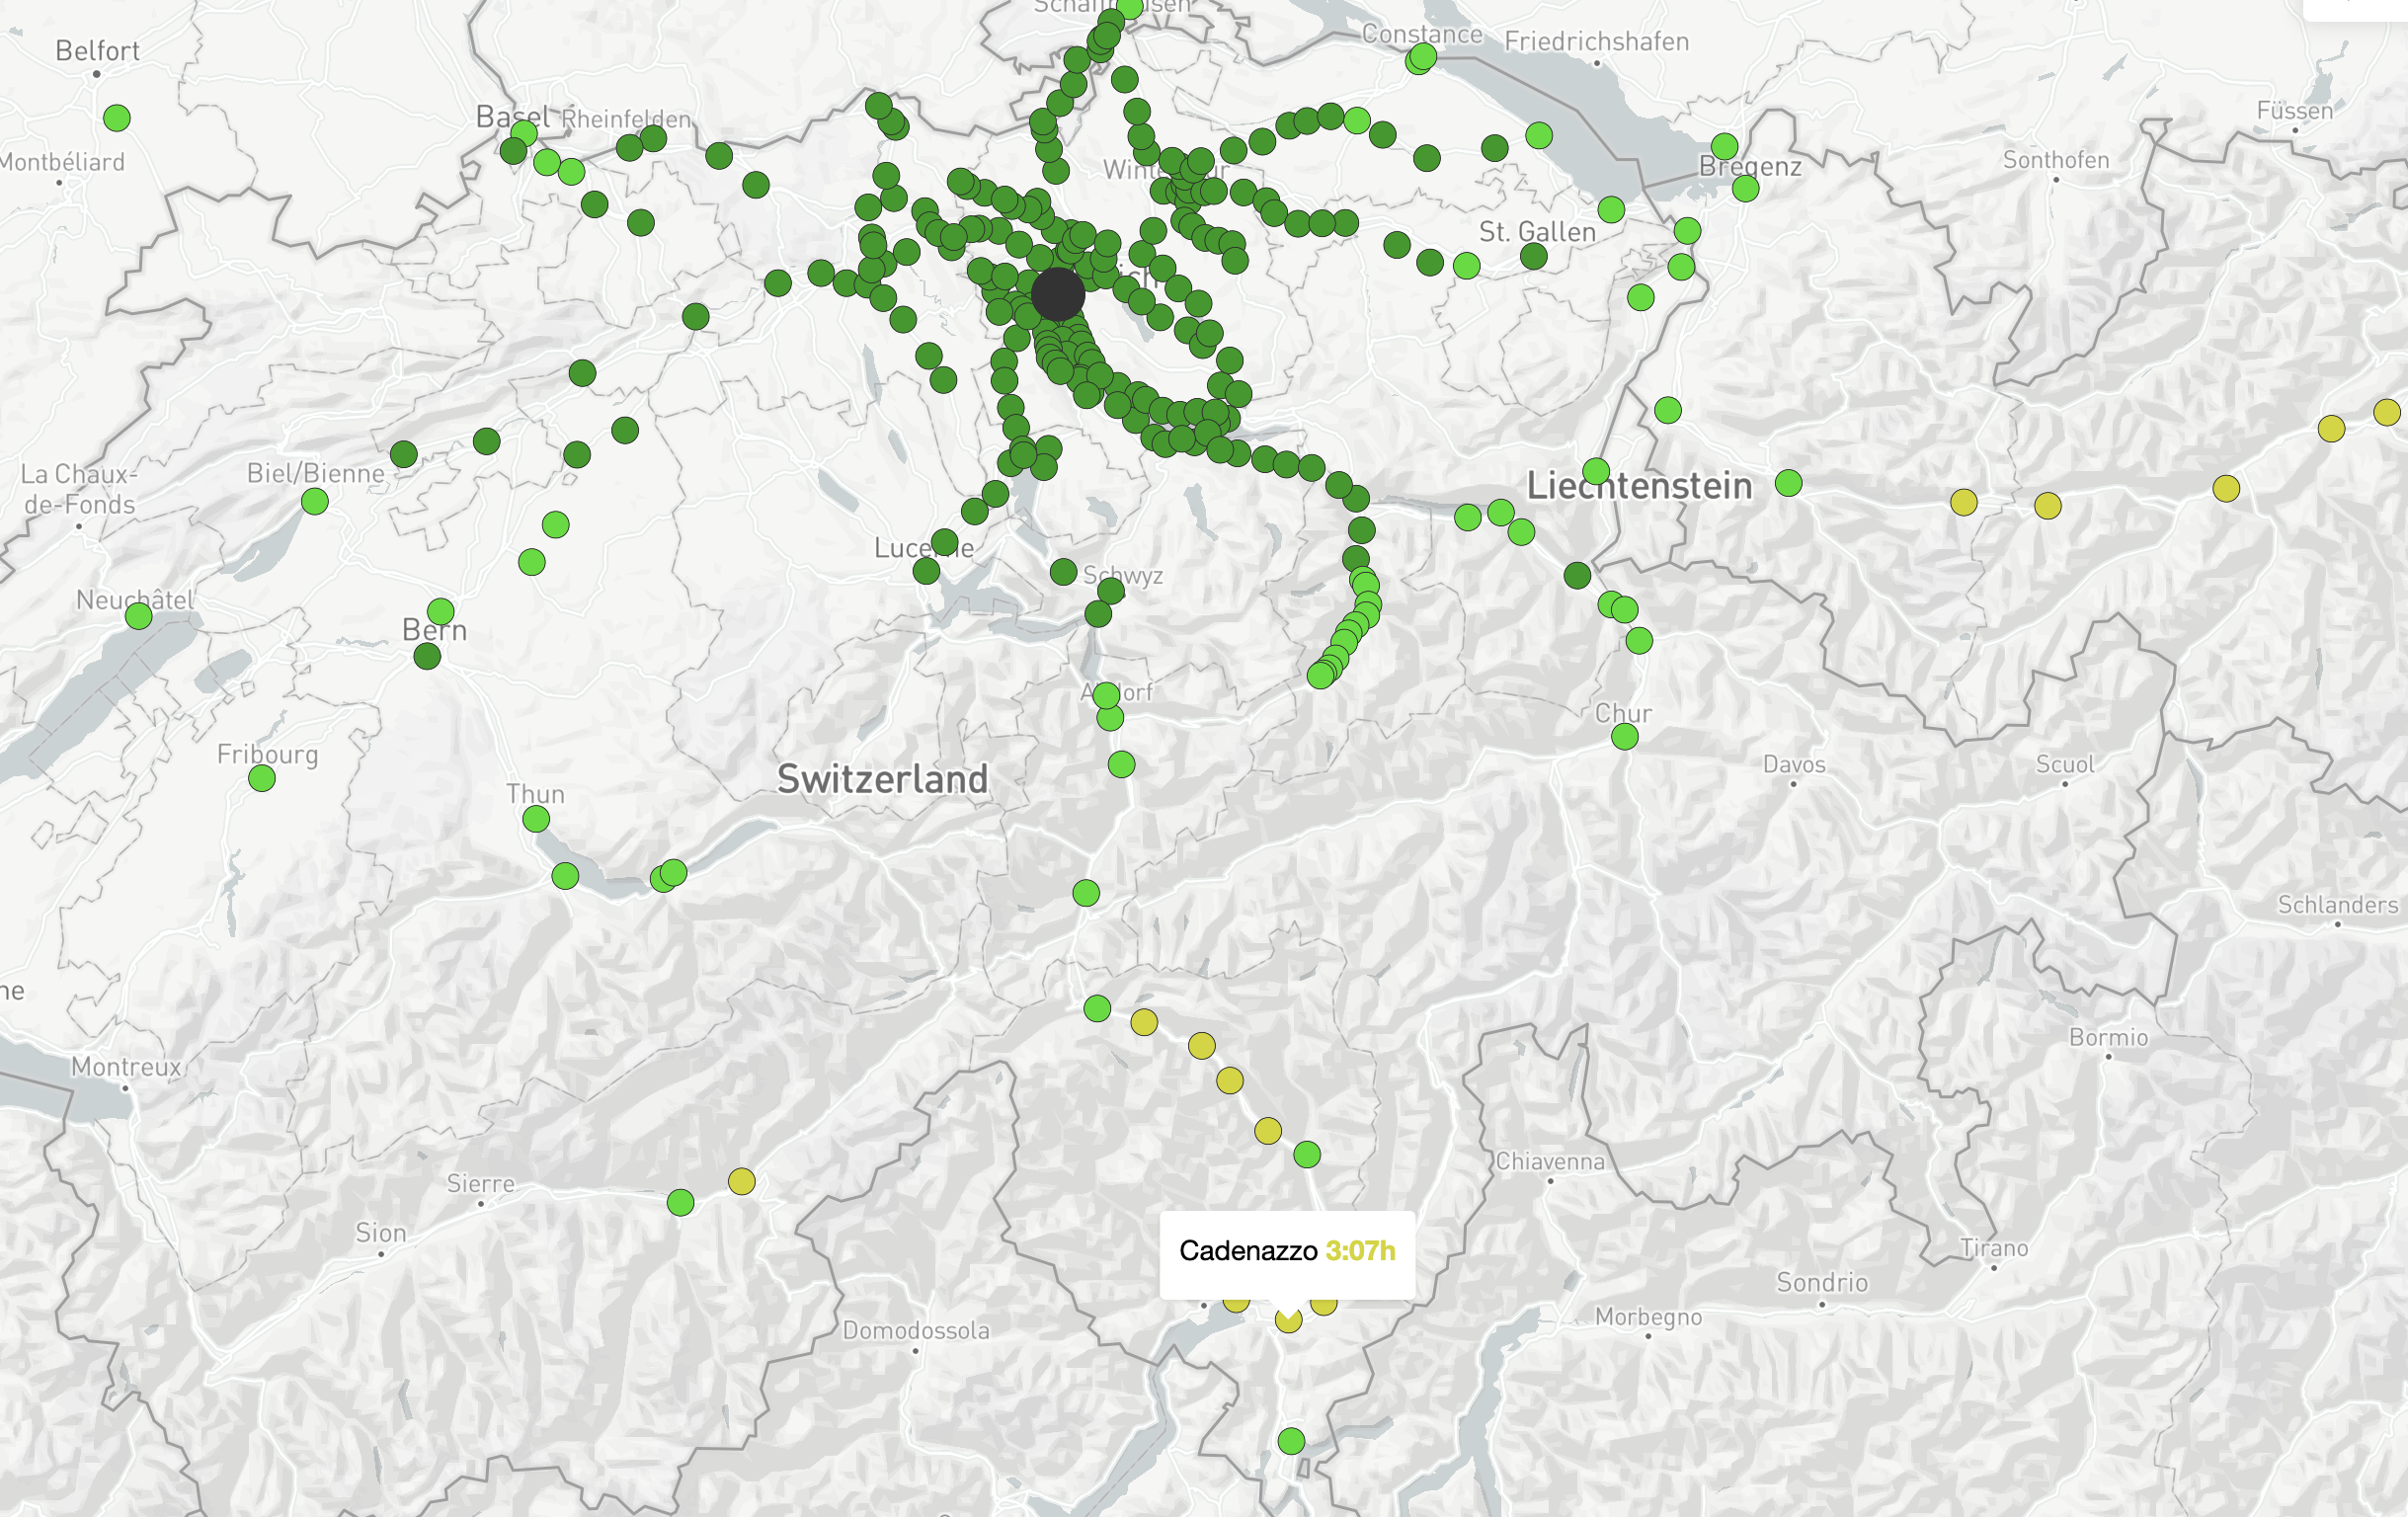 Belfort
Constance
Friedrichshafen
Füssen
Basel
Rheinfelden
Montbéliard
Sonthofen
Bregenz
St. Gallen
La Chaux-
de-Fonds
Biel/Bienne
Liechtenstein
Lucerne
Schwyz
Neuchâtel
Bern
Altdorf
Chur
Fribourg
Switzerland
Davos
Scuol
Thun
Schlanders
ne
Bormio
Montreux
Chiavenna
Sierre
Sion
Cadenazzo 3:07h
Tirano
Sondrio
Morbegno
Domodossola